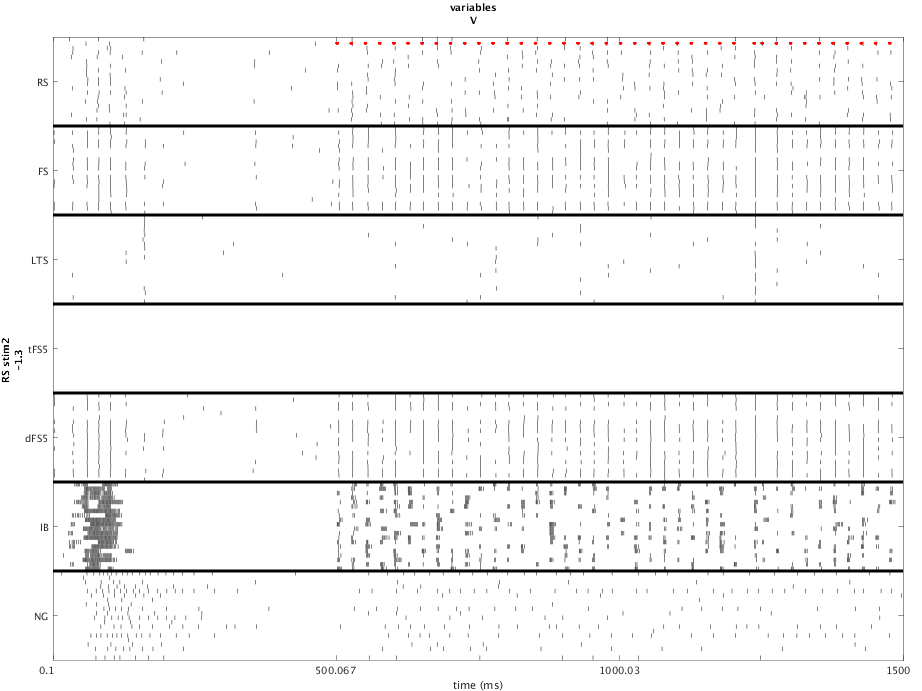 variables
V
RS
FS
LTS
RS stim2
-1.3
tFS5
dFS5
IB
NG
0.1
500.067
1000.03
1500
time (ms)